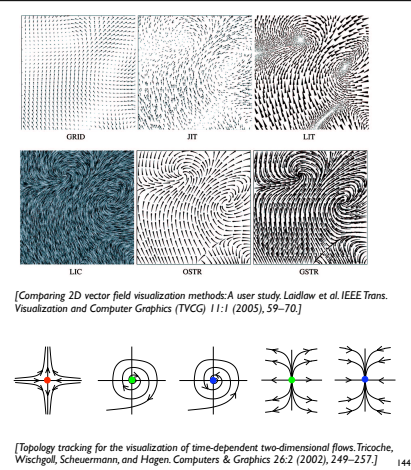 GRID JIT LIT
LIC OSTR GSTR
[Comparing 2D vector field visualization methods: A user study. Laidlaw et al. IEEE Trans.
Visualization and Computer Graphics (TVCG) 11:1 (2005), 59–70.]
[Topology tracking for the visualization of time-dependent two-dimensional flows. Tricoche,
Wischgoll, Scheuermann, and Hagen. Computers & Graphics 26:2 (2002), 249–257.]
144